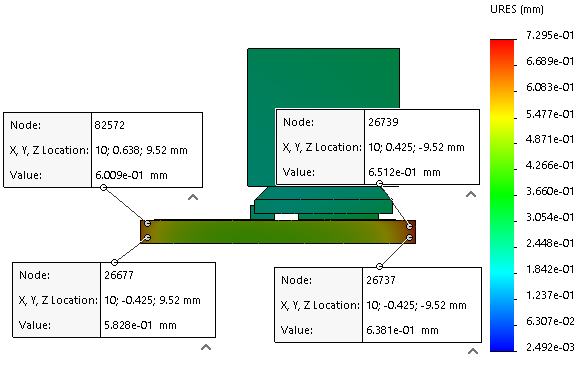 URES (mm)
7.295e-01
6.689e-01
6.083e-01
5.477e-01
4.871e-01
4.266e-01
3.660e-01
3.054e-01
2.448e-01
1.842e-01
1.237e-01
6.307e-02
2.492e-03
Node: 82572
X, Y, Z Location: 10; 0.638; 9.52 mm
Value: 6.009e-01 mm
Node: 26739
X, Y, Z Location: 10; 0.425; -9.52 mm
Value: 6.512e-01 mm
Node: 26677
X, Y, Z Location: 10; -0.425; 9.52 mm
Value: 5.828e-01 mm
Node: 26737
X, Y, Z Location: 10; -0.425; -9.52 mm
Value: 6.381e-01 mm